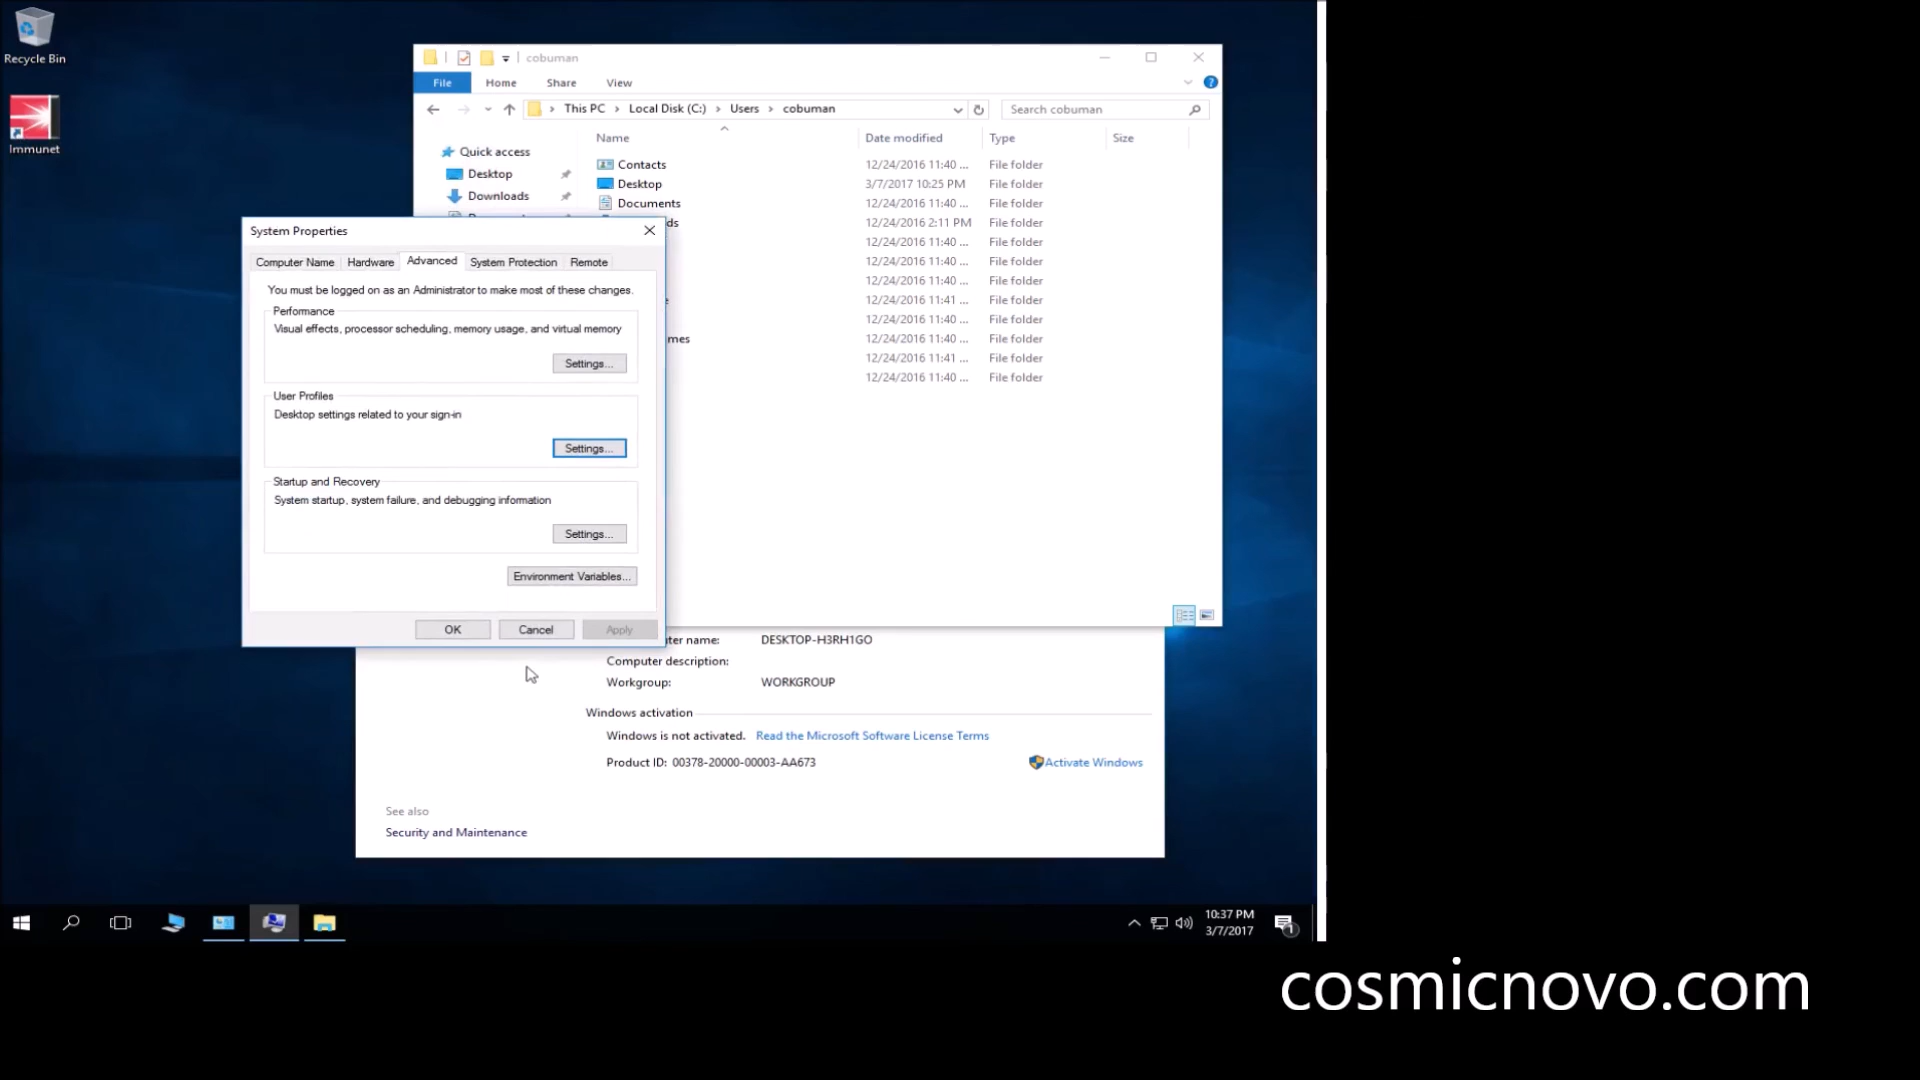 Recycle Bin
Immunet
cobuman
File Home Share View
This PC Local Disk (C:) Users cobuman
Search cobuman
Name Date modified Type Size
Quick access
Desktop
Downloads
Contacts 12/24/2016 11:40 ... File folder
Desktop 3/7/2017 10:25 PM File folder
Documents 12/24/2016 11:40 ... File folder
ds 12/24/2016 2:11 PM File folder
12/24/2016 11:40 ... File folder
12/24/2016 11:40 ... File folder
12/24/2016 11:40 ... File folder
e 12/24/2016 11:41 ... File folder
12/24/2016 11:40 ... File folder
mes 12/24/2016 11:40 ... File folder
12/24/2016 11:41 ... File folder
12/24/2016 11:40 ... File folder
System Properties
Computer Name Hardware Advanced System Protection Remote
You must be logged on as an Administrator to make most of these changes.
Performance
Visual effects, processor scheduling, memory usage, and virtual memory
Settings...
User Profiles
Desktop settings related to your sign-in
Settings...
Startup and Recovery
System startup, system failure, and debugging information
Settings...
Environment Variables...
OK Cancel Apply
ter name: DESKTOP-H3RH1GO
Computer description:
Workgroup: WORKGROUP
Windows activation
Windows is not activated. Read the Microsoft Software License Terms
Product ID: 00378-20000-00003-AA673
Activate Windows
See also
Security and Maintenance
10:37 PM
3/7/2017
1
cosmicnovo.com